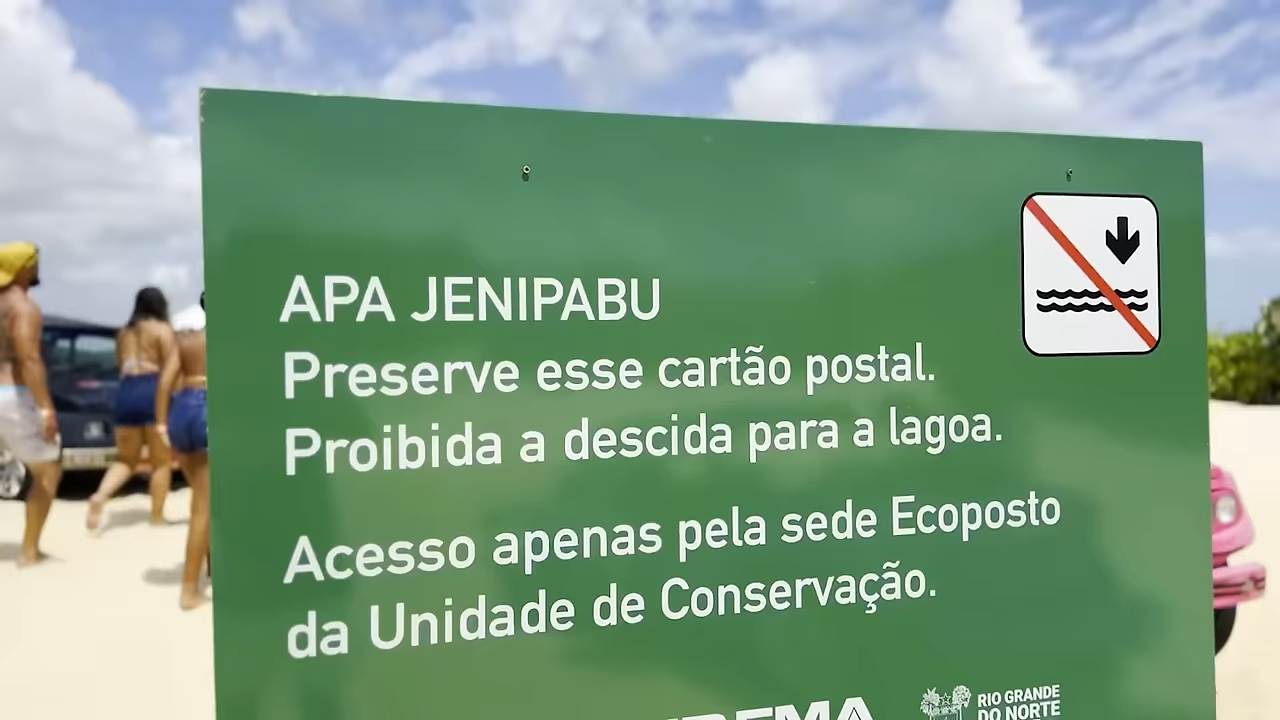 APA JENIPABU
Preserve esse cartão postal.
Proibida a descida para a lagoa.
Acesso apenas pela sede Ecoposto
da Unidade de Conservação.
RIO GRANDE
DO NORTE